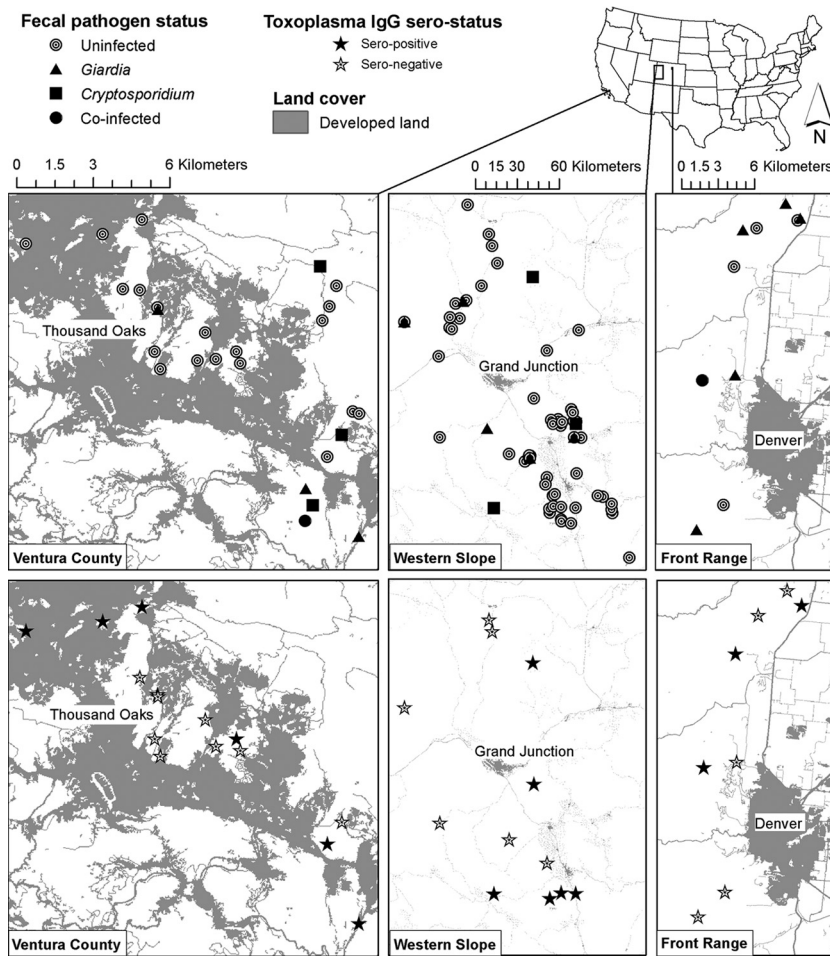 Fecal pathogen status
Uninfected
Giardia
Cryptosporidium
Co-infected
Toxoplasma IgG sero-status
Sero-positive
Sero-negative
Land cover
Developed land
N
0 1.5 3 6 Kilometers
0 15 30 60 Kilometers
0 1.5 3 6 Kilometers
Thousand Oaks
Ventura County
Grand Junction
Western Slope
Denver
Front Range
Thousand Oaks
Ventura County
Grand Junction
Western Slope
Denver
Front Range